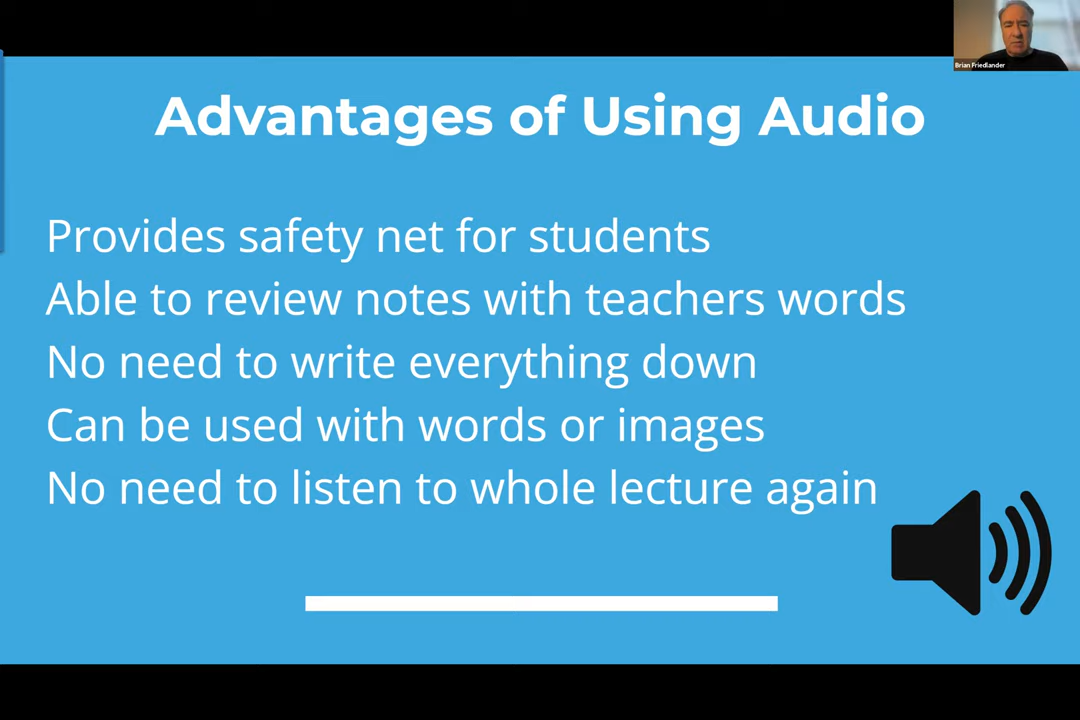 Brian Friedlander
Advantages of Using Audio
Provides safety net for students
Able to review notes with teachers words
No need to write everything down
Can be used with words or images
No need to listen to whole lecture again